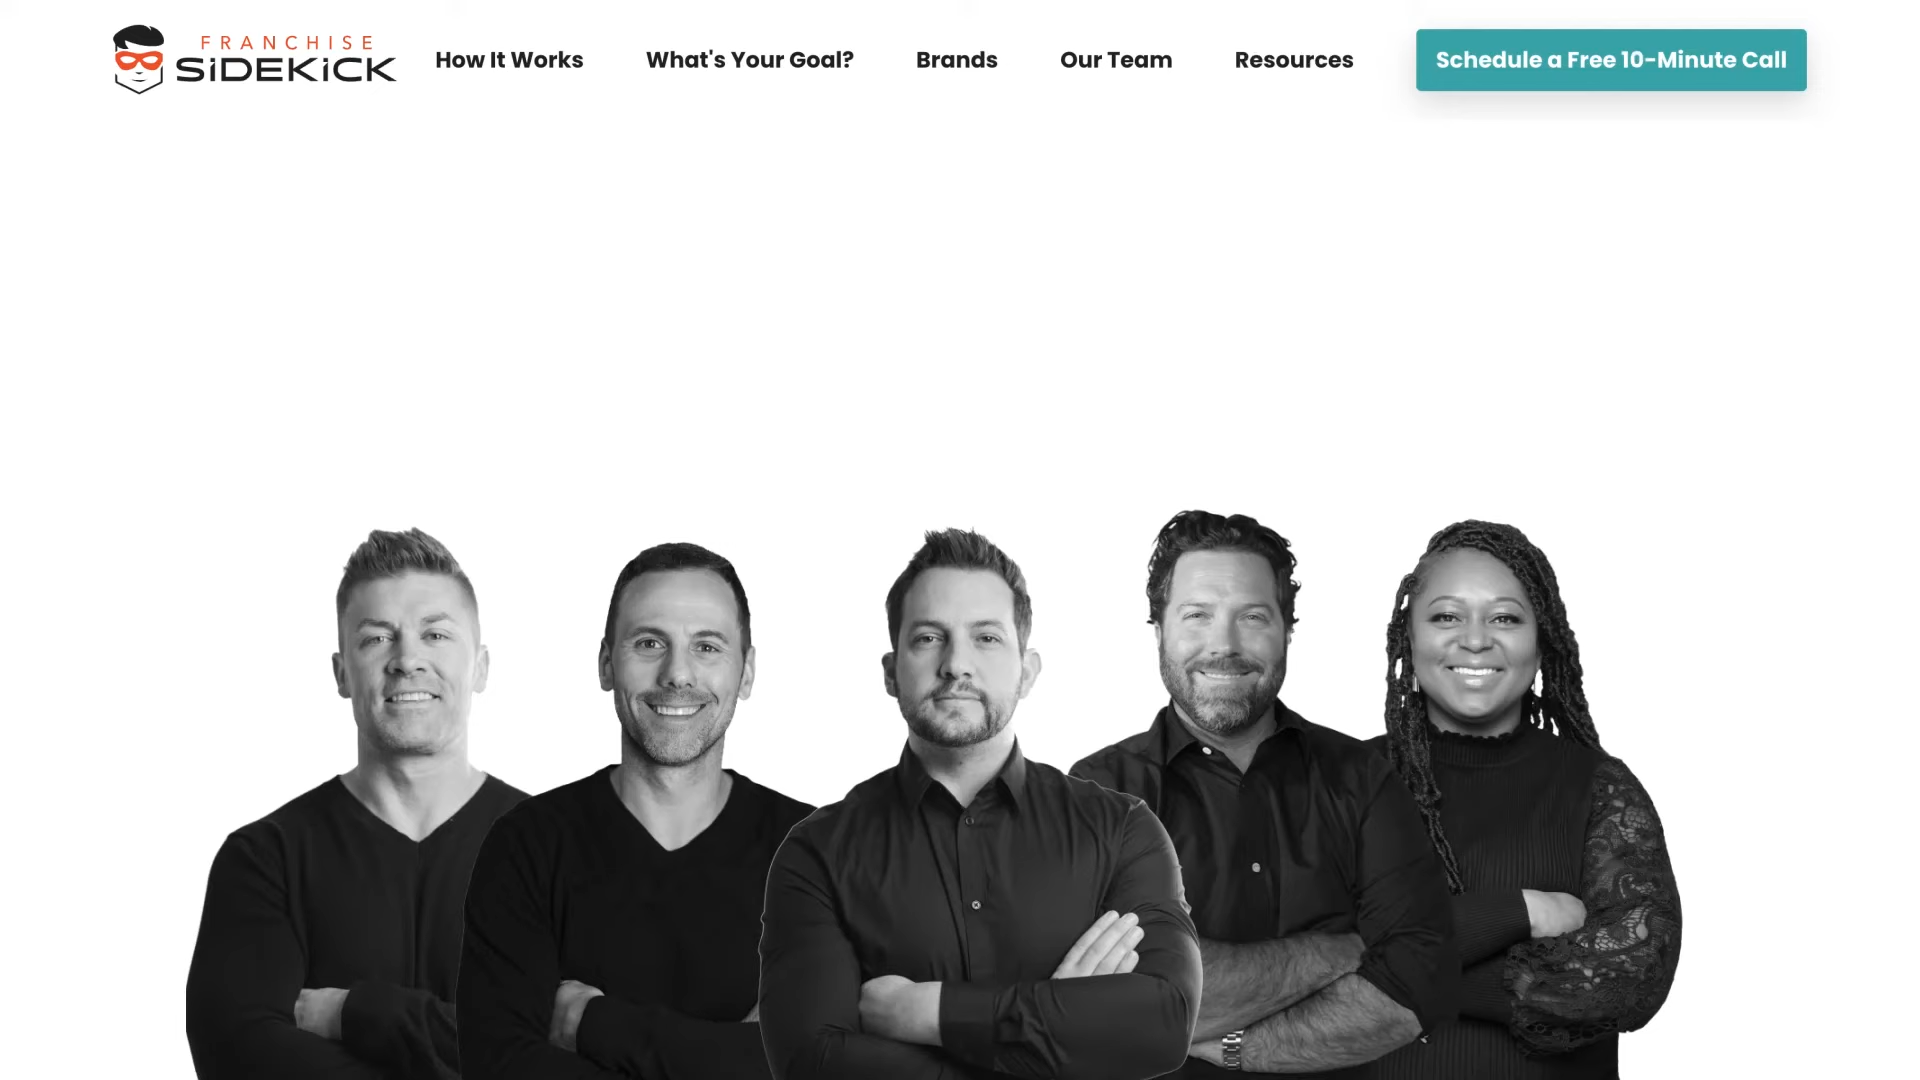 FRANCHISE
SiDEKiCK
How It Works
What's Your Goal?
Brands
Our Team
Resources
Schedule a Free 10-Minute Call